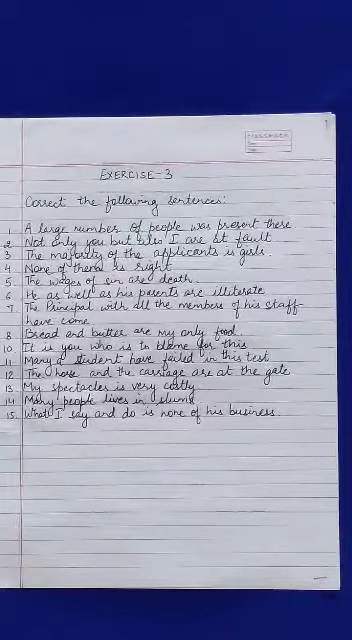 classmate
EXERCISE-3
Correct the following sentences:
1. A large number of people was present there.
2 Not only you but also I are at fault
3 The majority of the applicants is girls.
4 None of them is right
5. The wages of sin are death.
6 He as well as his parents are illiterate
7 The Principal with all the members of his staff
have come
8 Bread and butter are my only food.
10 It is you who is to blame for this
11 Many a student have failed in this test
12 The horse and the carriage are at the gate
13 My spectacles is very costly
14 Many people lives in slums
15. What I say and do is none of his business.